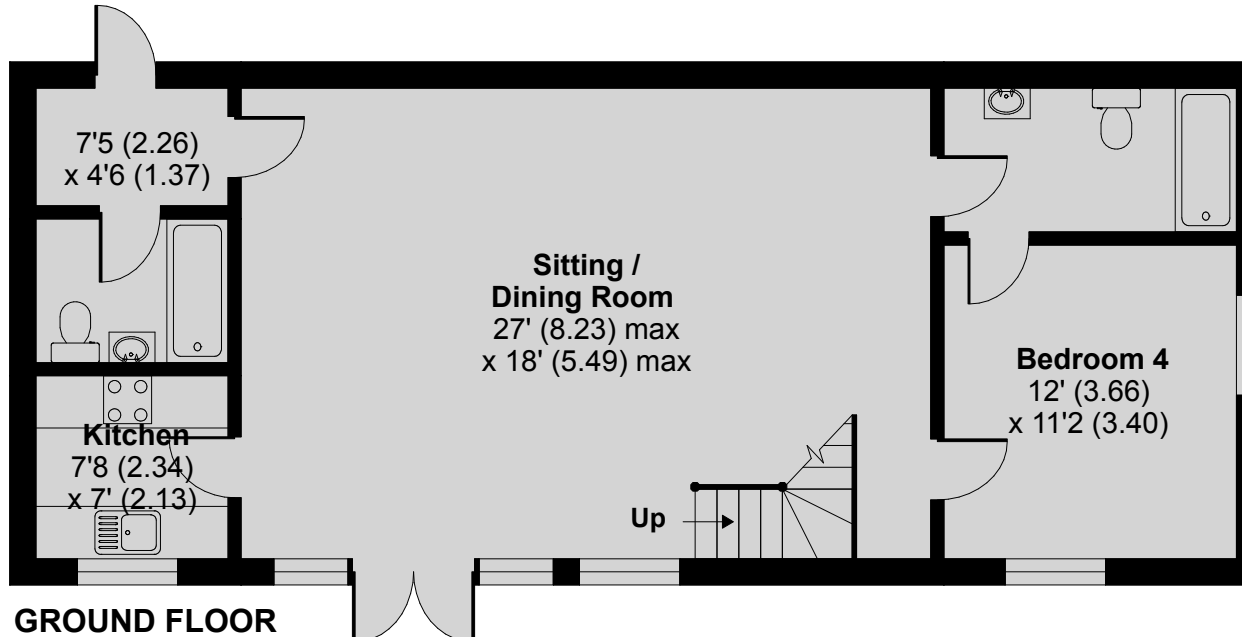 7'5 (2.26)
x 4'6 (1.37)
Sitting /
Dining Room
27' (8.23) max
x 18' (5.49) max
Bedroom 4
12' (3.66)
x 11'2 (3.40)
Kitchen
7'8 (2.34)
x 7' (2.13)
Up
GROUND FLOOR